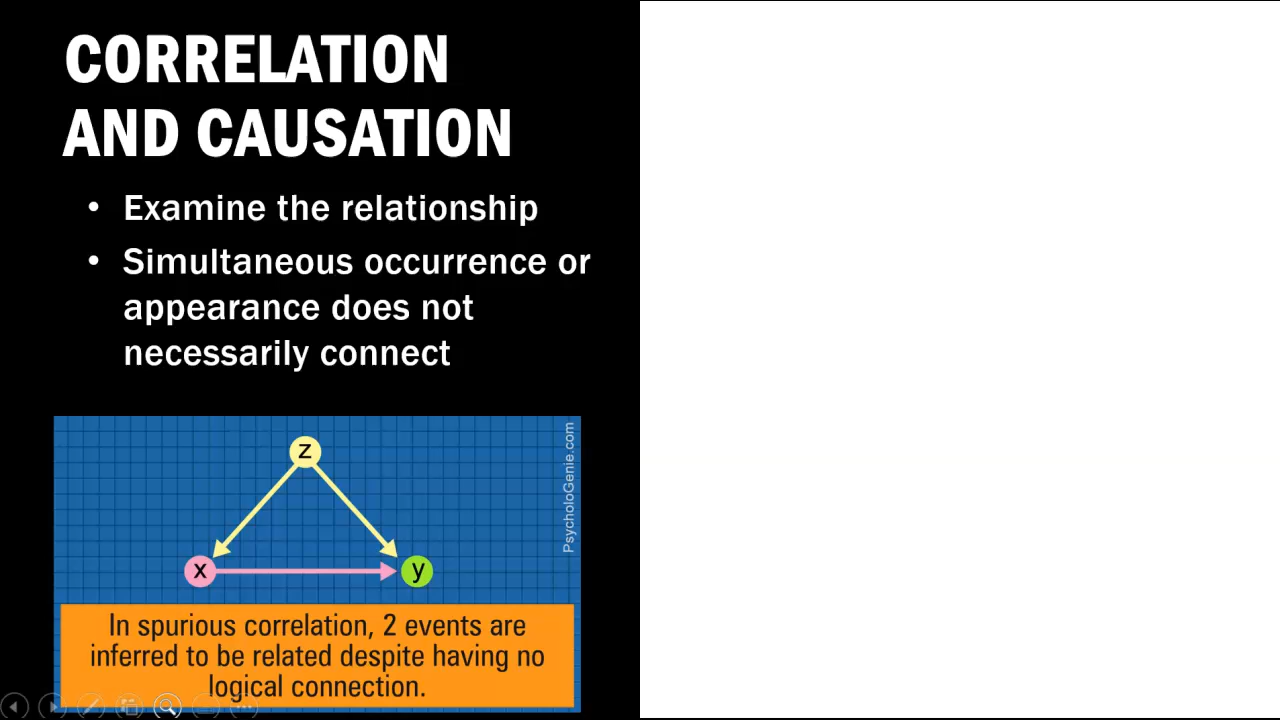 CORRELATION
AND CAUSATION
• Examine the relationship
• Simultaneous occurrence or
appearance does not
necessarily connect
z
x
y
PsycholoGenie.com
In spurious correlation, 2 events are
inferred to be related despite having no
logical connection.